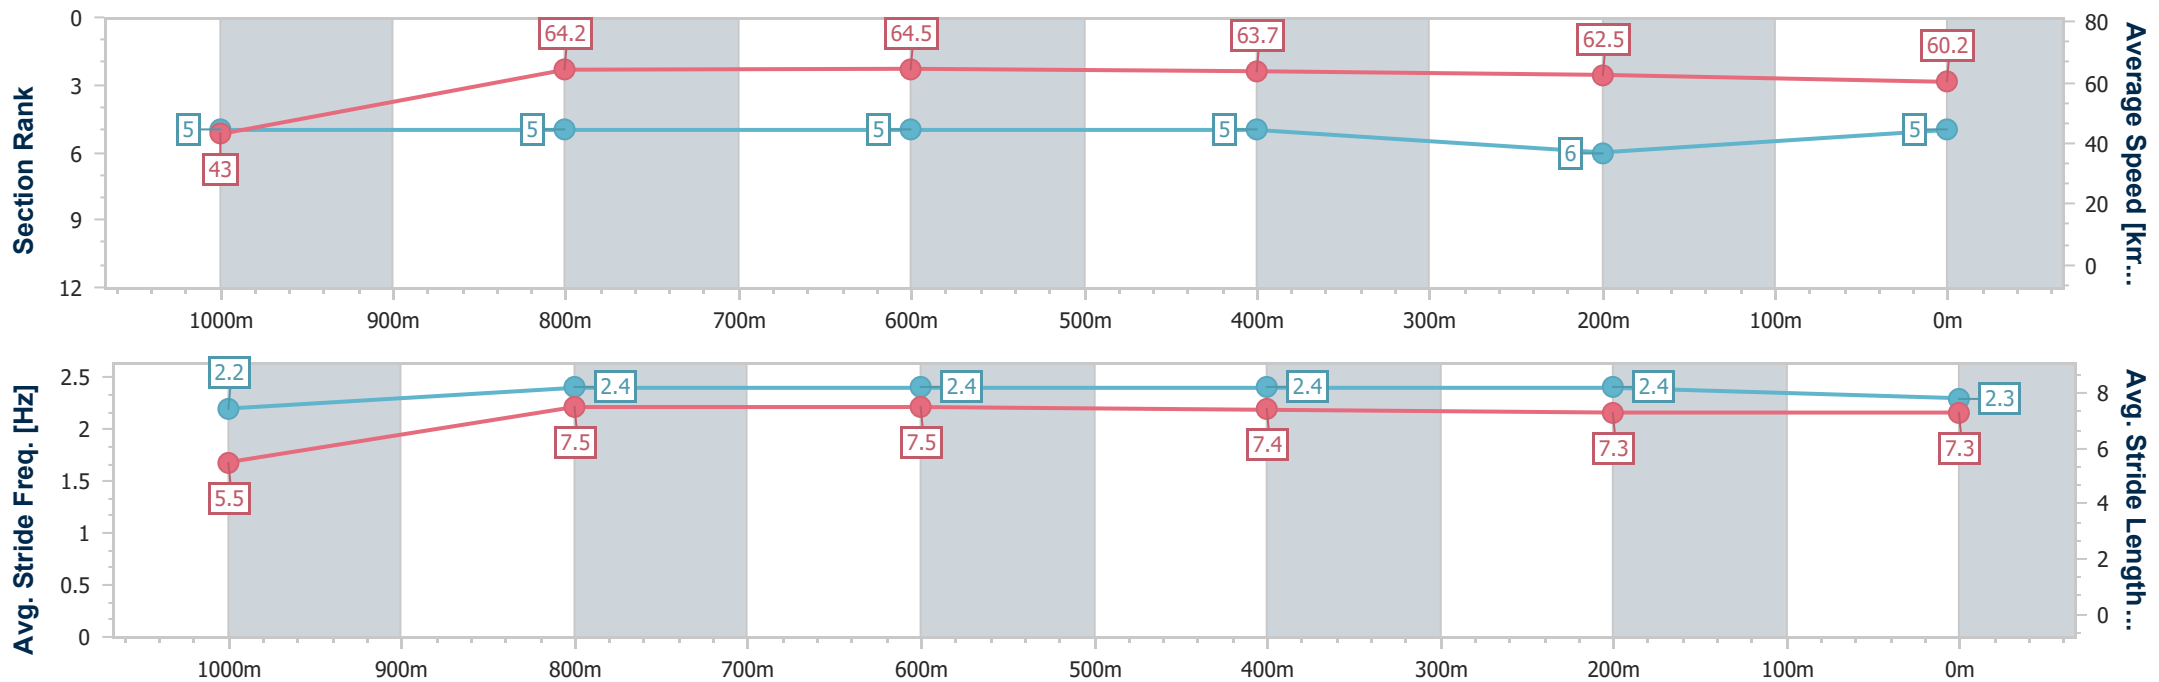 Section Rank
0
3
6
9
12
5 5 5 5 6 5
43 64.2 64.5 63.7 62.5 60.2
80
60
40
20
0
Average Speed [km...
1000m 900m 800m 700m 600m 500m 400m 300m 200m 100m 0m
Avg. Stride Freq. [Hz]
2.5
2
1.5
1
0.5
0
2.2 2.4 2.4 2.4 2.4 2.3
5.5 7.5 7.5 7.4 7.3 7.3
8
6
4
2
0
Avg. Stride Length...
1000m 900m 800m 700m 600m 500m 400m 300m 200m 100m 0m